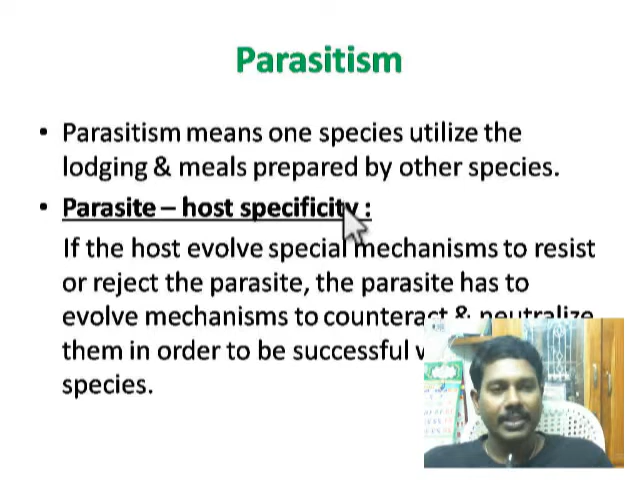 Parasitism
• Parasitism means one species utilize the
lodging & meals prepared by other species.
• Parasite – host specificity :
If the host evolve special mechanisms to resist
or reject the parasite, the parasite has to
evolve mechanisms to counteract & neutralize
them in order to be successful
species.